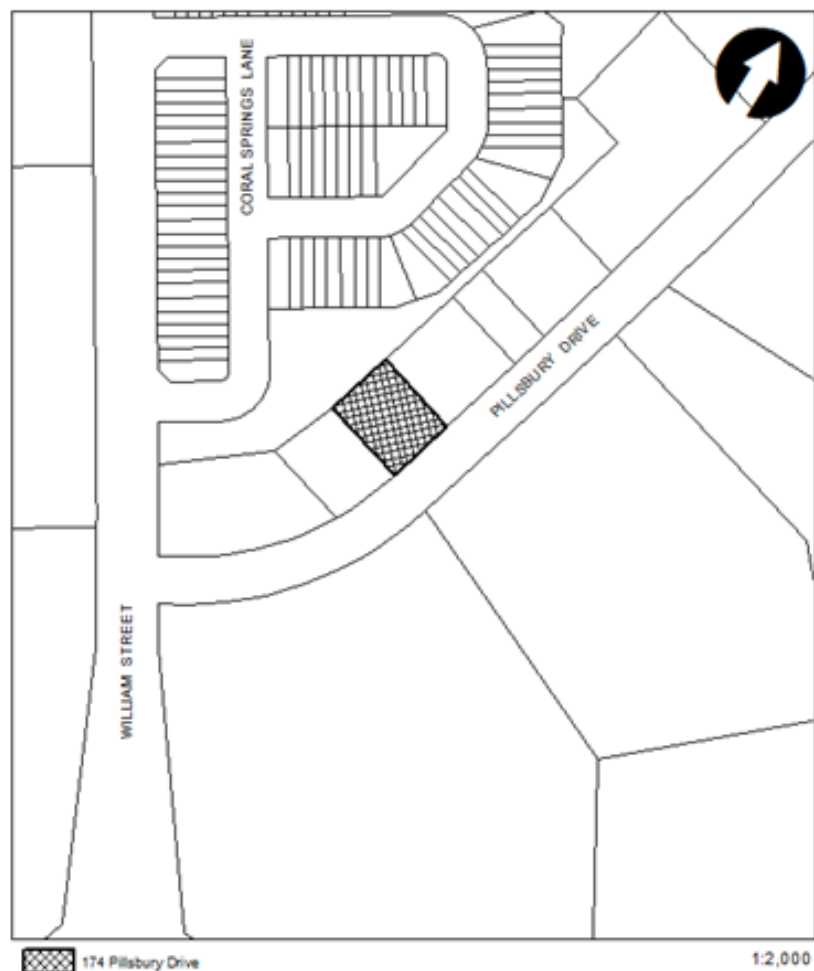 CORAL SPRINGS LANE
PILLSBURY DRIVE
WILLIAM STREET
174 Pillsbury Drive
1:2,000